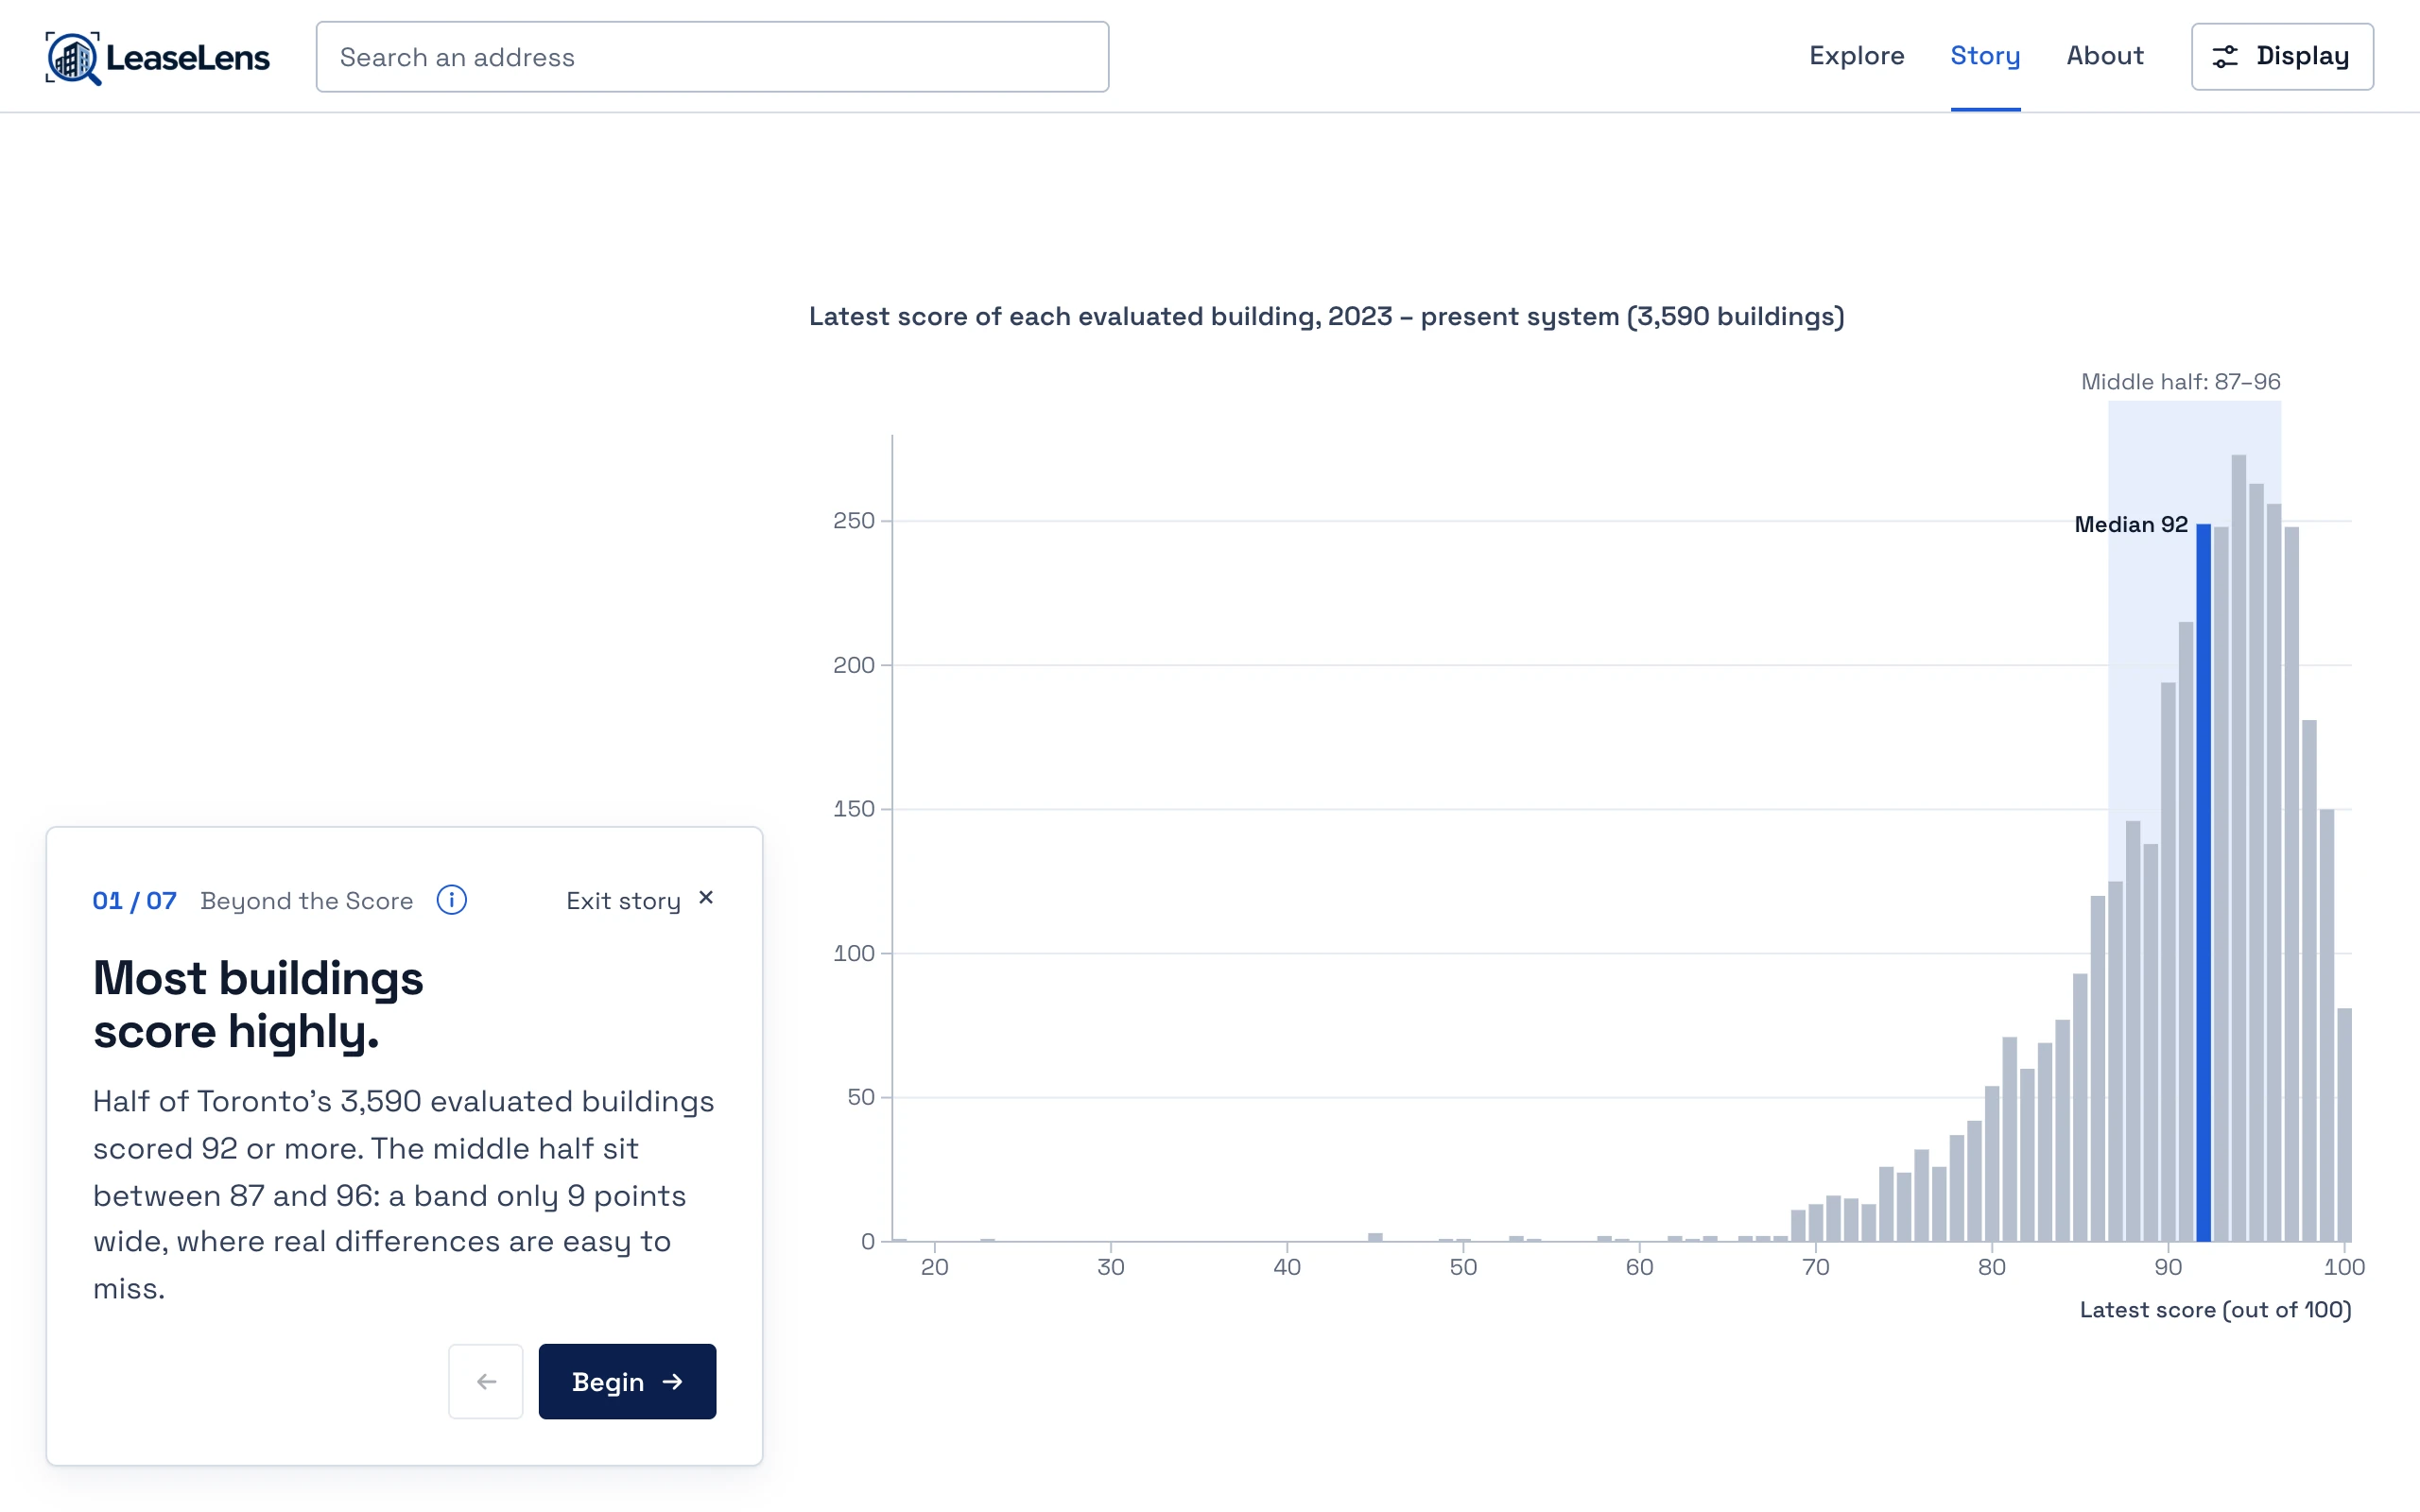 LeaseLens
Search an address
Explore
Story
About
Display
Latest score of each evaluated building, 2023 – present system (3,590 buildings)
Middle half: 87–96
Median 92
250
200
150
100
50
0
20
30
40
50
60
70
80
90
100
Latest score (out of 100)
01 / 07 Beyond the Score
Exit story ×
Most buildings
score highly.
Half of Toronto’s 3,590 evaluated buildings
scored 92 or more. The middle half sit
between 87 and 96: a band only 9 points
wide, where real differences are easy to
miss.
← Begin →